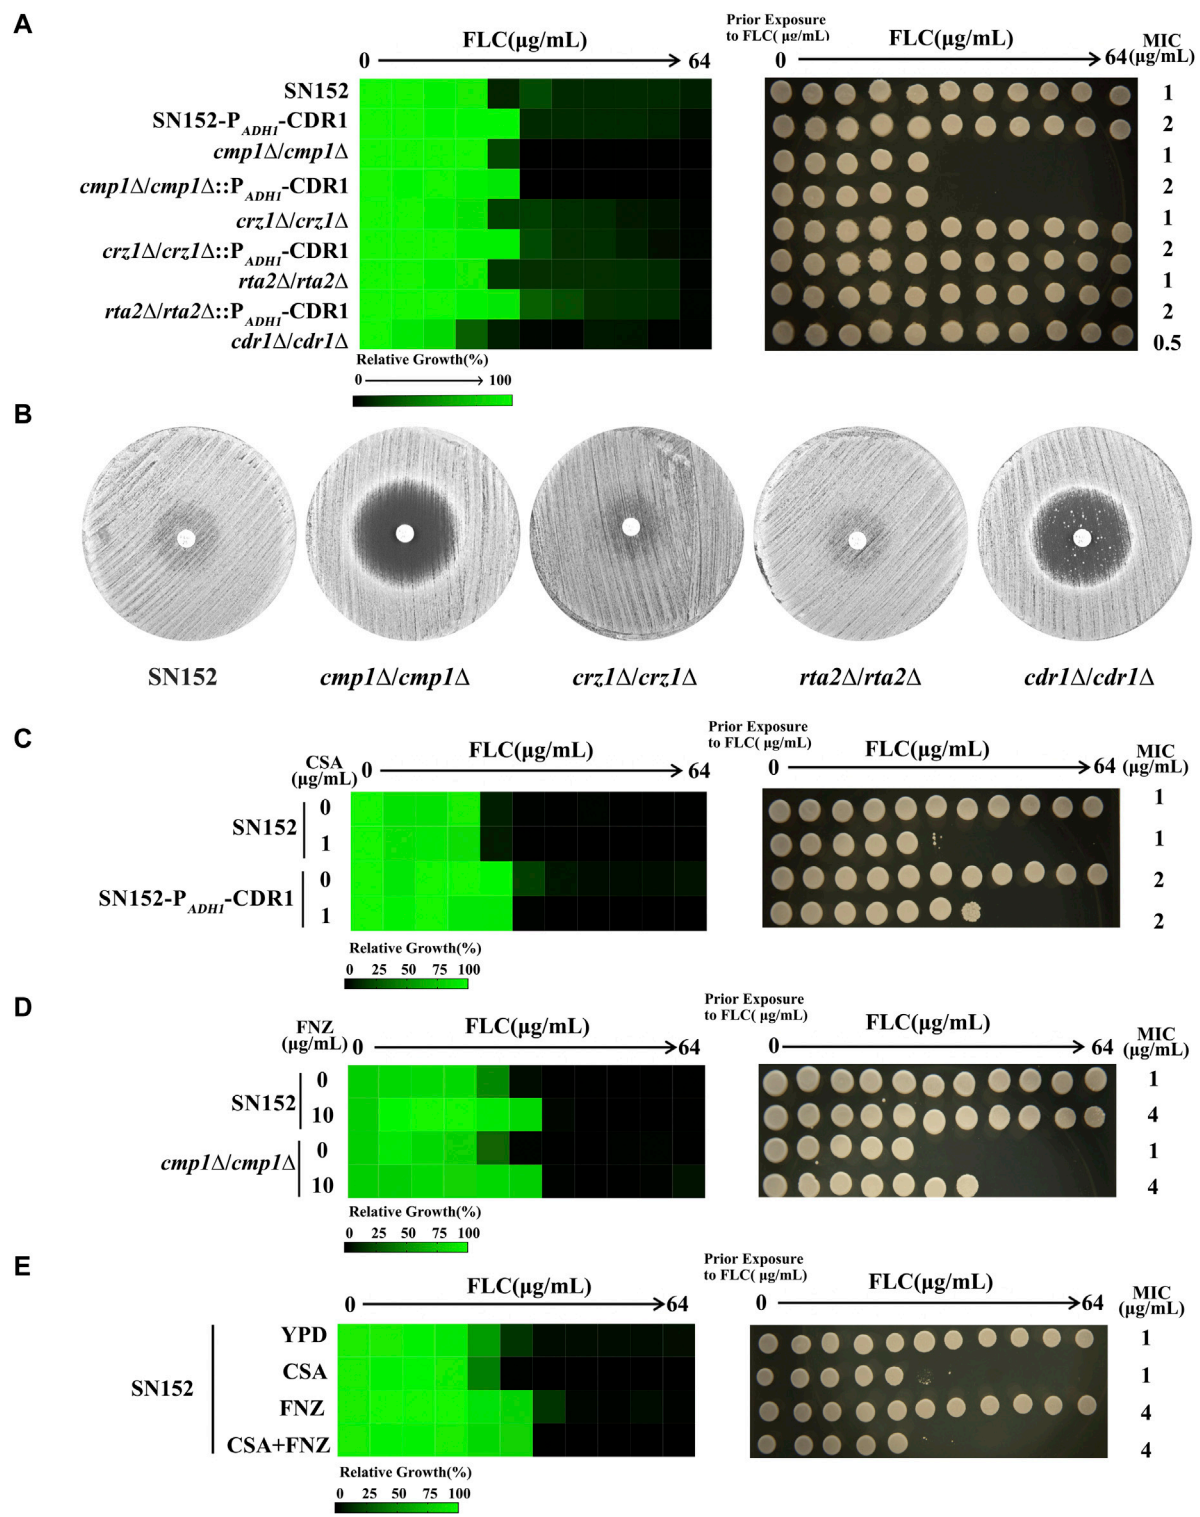 A
FLC(μg/mL)
0 64
SN152
SN152-P_ADH1-CDR1
cmp1Δ/cmp1Δ
cmp1Δ/cmp1Δ::P_ADH1-CDR1
crz1Δ/crz1Δ
crz1Δ/crz1Δ::P_ADH1-CDR1
rta2Δ/rta2Δ
rta2Δ/rta2Δ::P_ADH1-CDR1
cdr1Δ/cdr1Δ
Relative Growth(%)
0 100
Prior Exposure
to FLC( μg/mL)
FLC(μg/mL)
0 64
MIC
(μg/mL)
1
2
1
2
1
2
1
2
0.5
B
SN152
cmp1Δ/cmp1Δ
crz1Δ/crz1Δ
rta2Δ/rta2Δ
cdr1Δ/cdr1Δ
C
CSA
(μg/mL)
FLC(μg/mL)
0 64
SN152
0
1
SN152-P_ADH1-CDR1
0
1
Relative Growth(%)
0 25 50 75 100
Prior Exposure
to FLC( μg/mL)
FLC(μg/mL)
0 64
MIC
(μg/mL)
1
1
2
2
D
FNZ
(μg/mL)
FLC(μg/mL)
0 64
SN152
0
10
cmp1Δ/cmp1Δ
0
10
Relative Growth(%)
0 25 50 75 100
Prior Exposure
to FLC( μg/mL)
FLC(μg/mL)
0 64
MIC
(μg/mL)
1
4
1
4
E
FLC(μg/mL)
0 64
SN152
YPD
CSA
FNZ
CSA+FNZ
Relative Growth(%)
0 25 50 75 100
Prior Exposure
to FLC( μg/mL)
FLC(μg/mL)
0 64
MIC
(μg/mL)
1
1
4
4